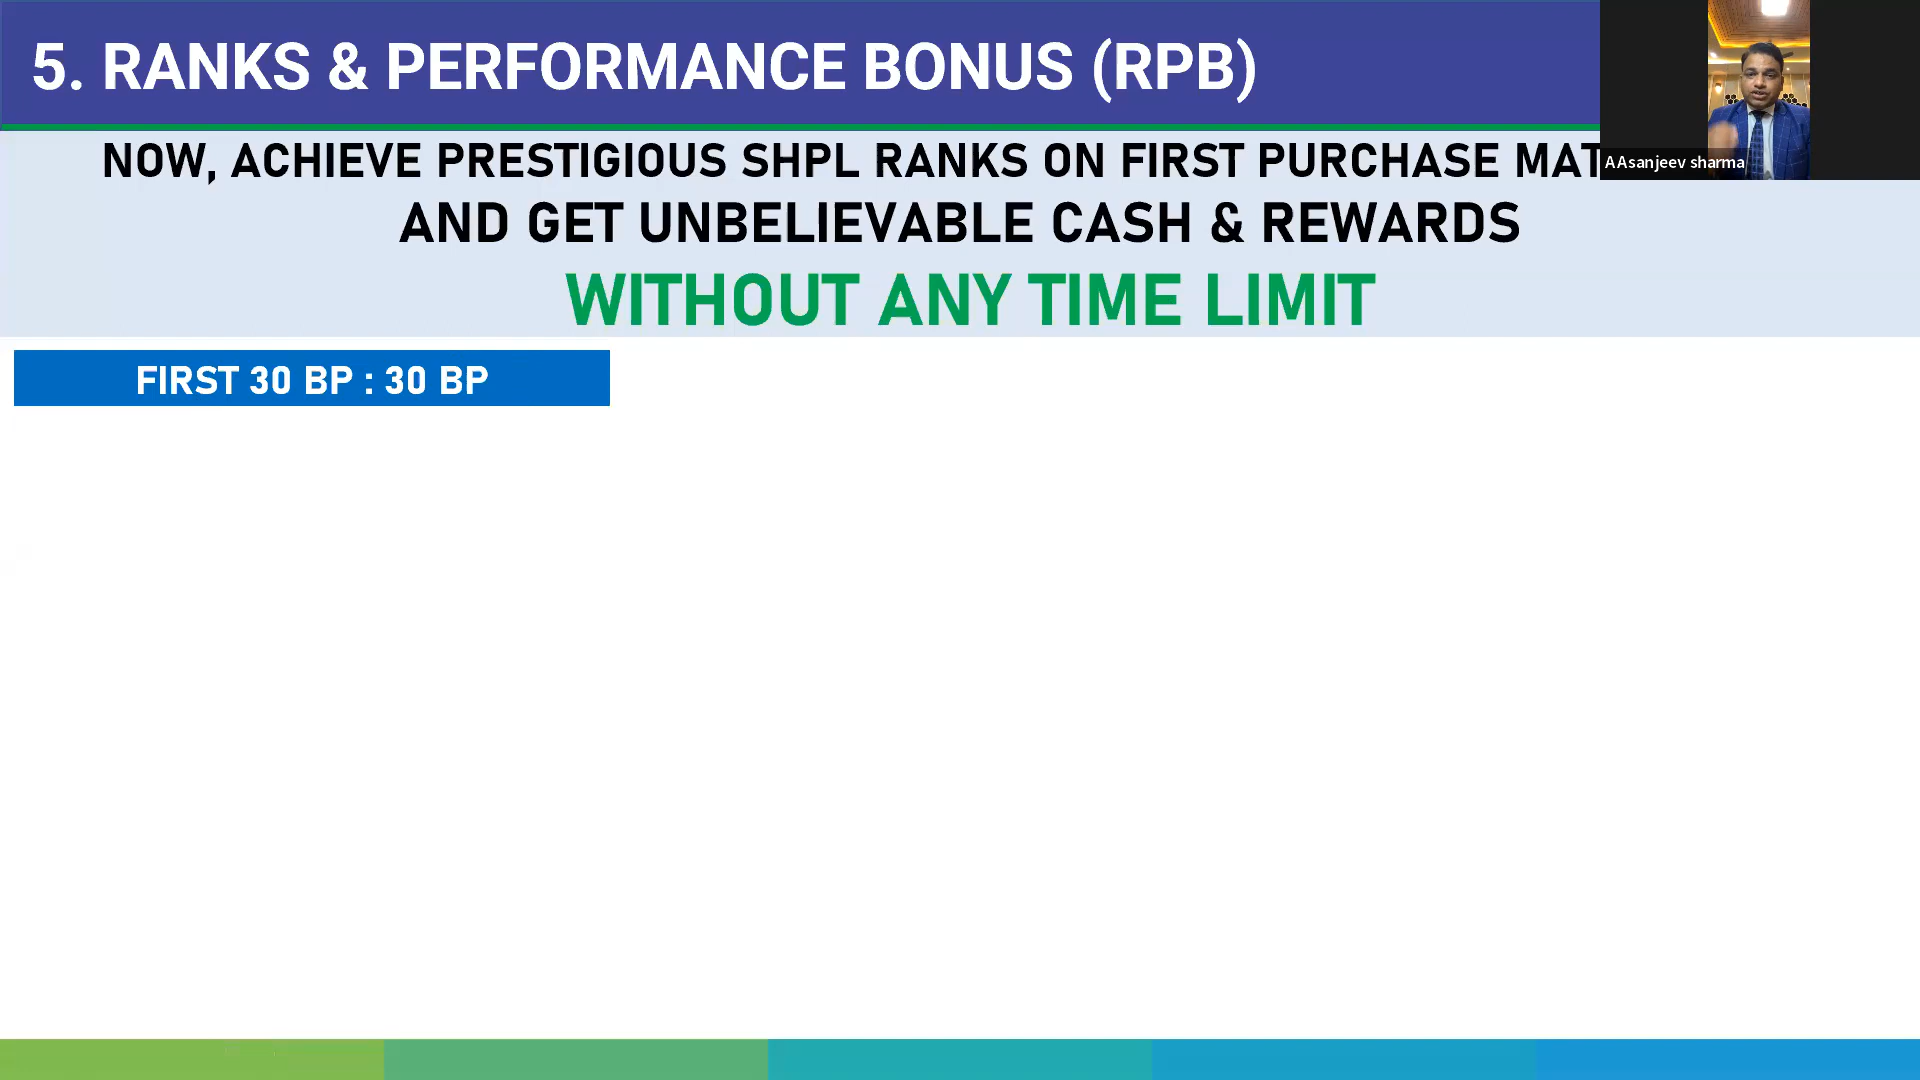 5. RANKS & PERFORMANCE BONUS (RPB)
NOW, ACHIEVE PRESTIGIOUS SHPL RANKS ON FIRST PURCHASE MAT
AND GET UNBELIEVABLE CASH & REWARDS
WITHOUT ANY TIME LIMIT
FIRST 30 BP : 30 BP
AAsanjeev sharma